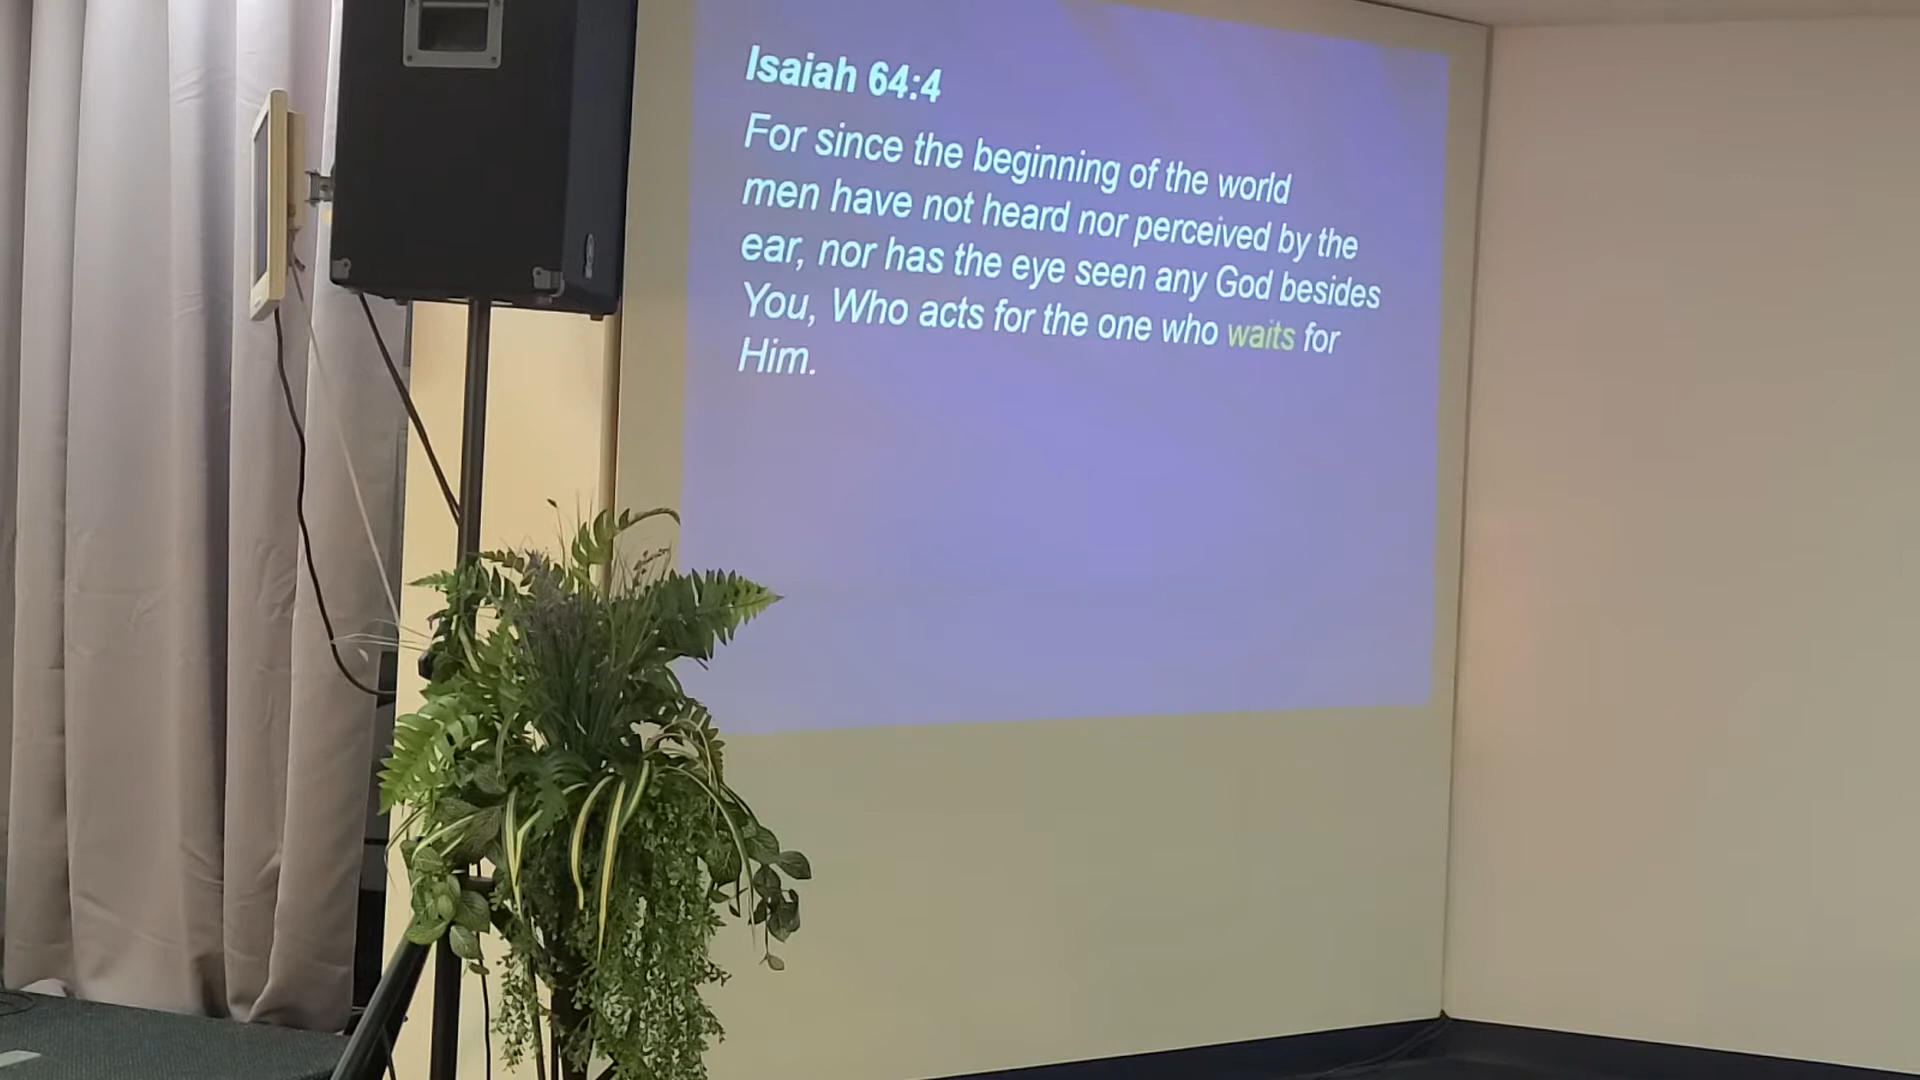 Isaiah 64:4
For since the beginning of the world
men have not heard nor perceived by the
ear, nor has the eye seen any God besides
You, Who acts for the one who waits for
Him.